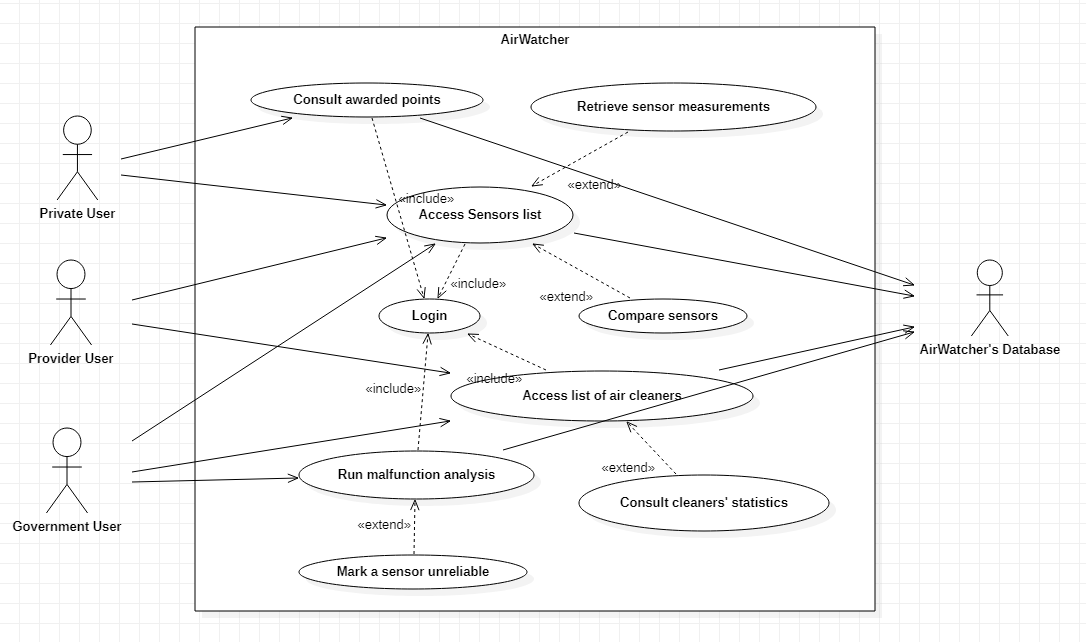 AirWatcher
Consult awarded points
Retrieve sensor measurements
Private User
«extend»
«include»
Access Sensors list
«include»
«extend»
Login
Compare sensors
Provider User
AirWatcher's Database
«include»
«include»
Access list of air cleaners
«extend»
Run malfunction analysis
Consult cleaners' statistics
Government User
«extend»
Mark a sensor unreliable